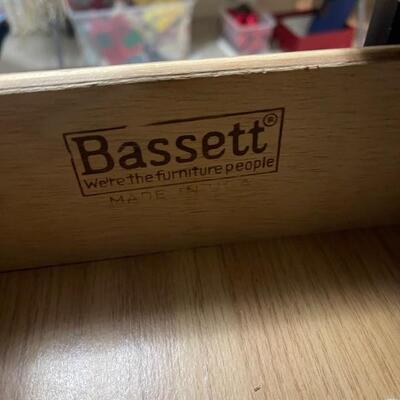 Bassett®
We're the furniture people
MADE IN U.S.A.